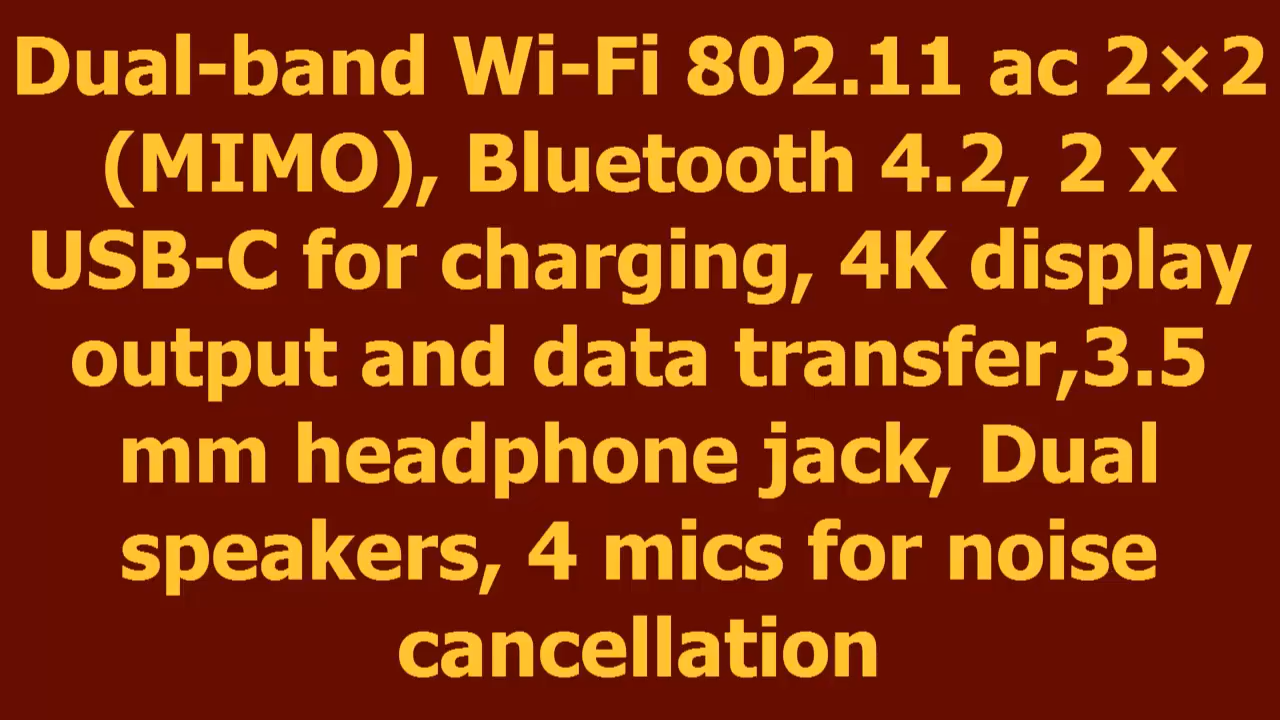 Dual-band Wi-Fi 802.11 ac 2×2
(MIMO), Bluetooth 4.2, 2 x
USB-C for charging, 4K display
output and data transfer,3.5
mm headphone jack, Dual
speakers, 4 mics for noise
cancellation